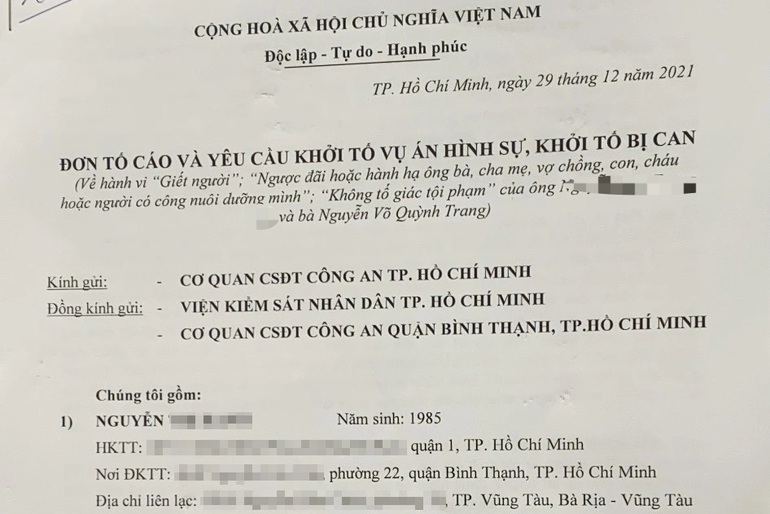 CỘNG HOÀ XÃ HỘI CHỦ NGHĨA VIỆT NAM
Độc lập - Tự do - Hạnh phúc
TP. Hồ Chí Minh, ngày 29 tháng 12 năm 2021
ĐƠN TỐ CÁO VÀ YÊU CẦU KHỞI TỐ VỤ ÁN HÌNH SỰ, KHỞI TỐ BỊ CAN
(Về hành vi “Giết người”; “Ngược đãi hoặc hành hạ ông bà, cha mẹ, vợ chồng, con, cháu
hoặc người có công nuôi dưỡng mình”; “Không tố giác tội phạm” của ông
và bà Nguyễn Võ Quỳnh Trang)
Kính gửi: - CƠ QUAN CSĐT CÔNG AN TP. HỒ CHÍ MINH
Đồng kính gửi: - VIỆN KIỂM SÁT NHÂN DÂN TP. HỒ CHÍ MINH
- CƠ QUAN CSĐT CÔNG AN QUẬN BÌNH THẠNH, TP.HỒ CHÍ MINH
Chúng tôi gồm:
1) NGUYỄN Năm sinh: 1985
HKTT: quận 1, TP. Hồ Chí Minh
Nơi ĐKTT: , phường 22, quận Bình Thạnh, TP. Hồ Chí Minh
Địa chỉ liên lạc: , TP. Vũng Tàu, Bà Rịa - Vũng Tàu